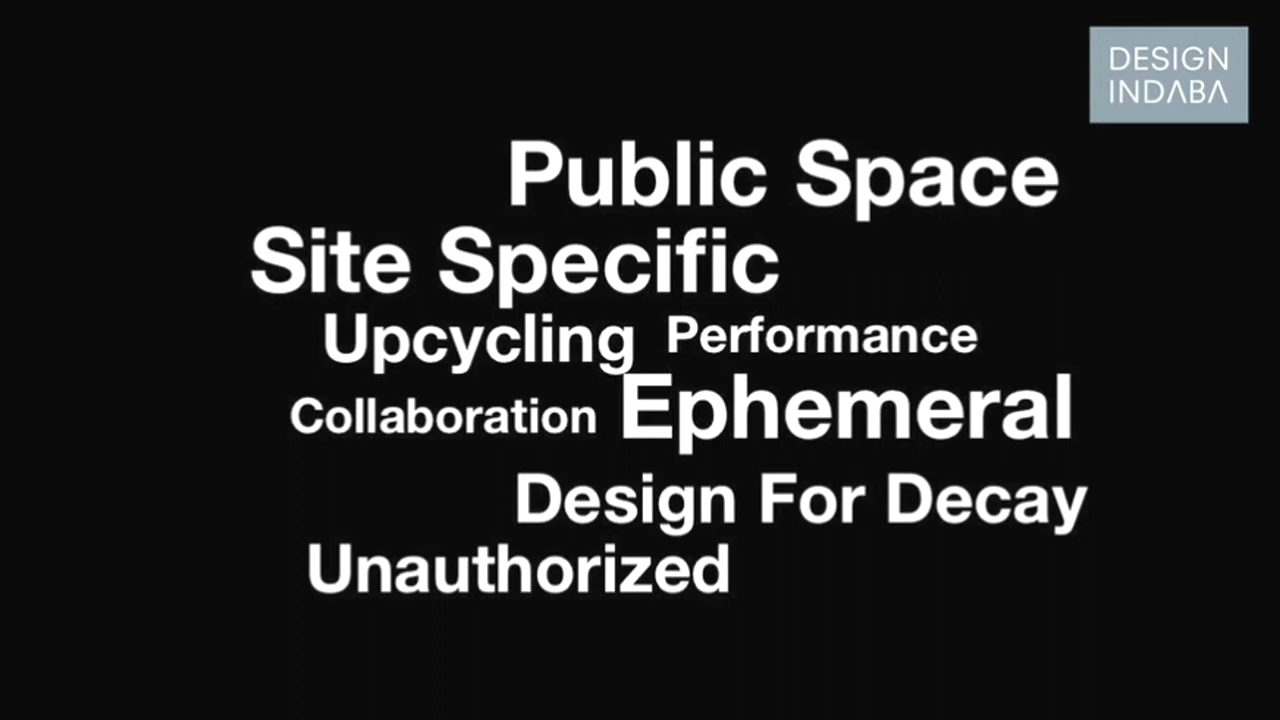 DESIGN
INDABA
Public Space
Site Specific
Upcycling Performance
Collaboration Ephemeral
Design For Decay
Unauthorized